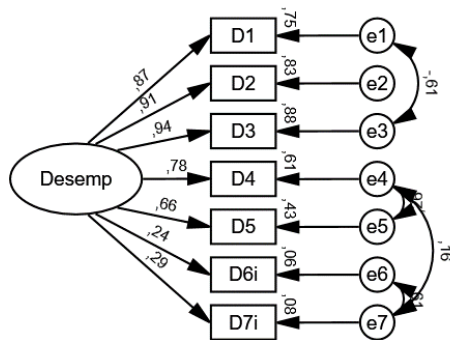 ,75
D1
e1
,87
,83
D2
e2
-,61
,91
,88
D3
e3
,94
Desemp
,61
D4
e4
,78
,43
D5
e5
,66
,16
,06
D6i
e6
,24
,08
D7i
e7
,29